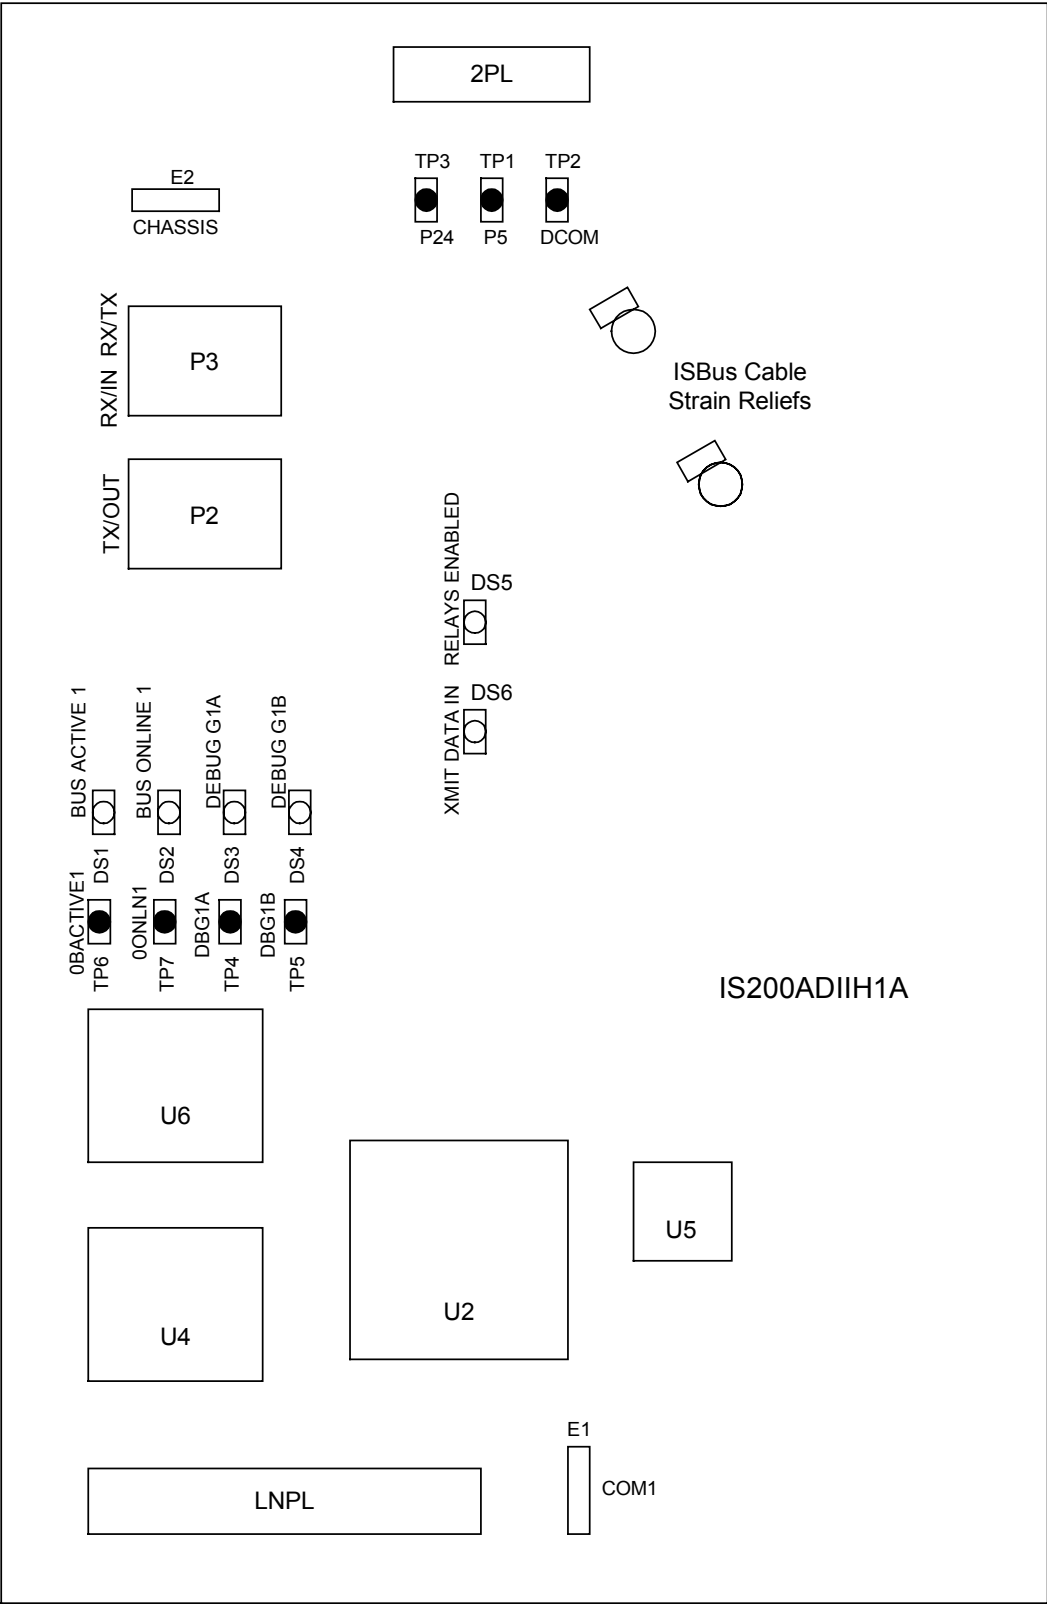 2PL
TP3 TP1 TP2
P24 P5 DCOM
E2
CHASSIS
RX/IN RX/TX
P3
ISBus Cable
Strain Reliefs
TX/OUT
P2
RELAYS ENABLED
DS5
XMIT DATA IN
DS6
BUS ACTIVE 1
BUS ONLINE 1
DEBUG G1A
DEBUG G1B
DS1
DS2
DS3
DS4
0BACTIVE1
0ONLN1
DBG1A
DBG1B
TP6
TP7
TP4
TP5
IS200ADIIH1A
U6
U5
U2
U4
E1
COM1
LNPL